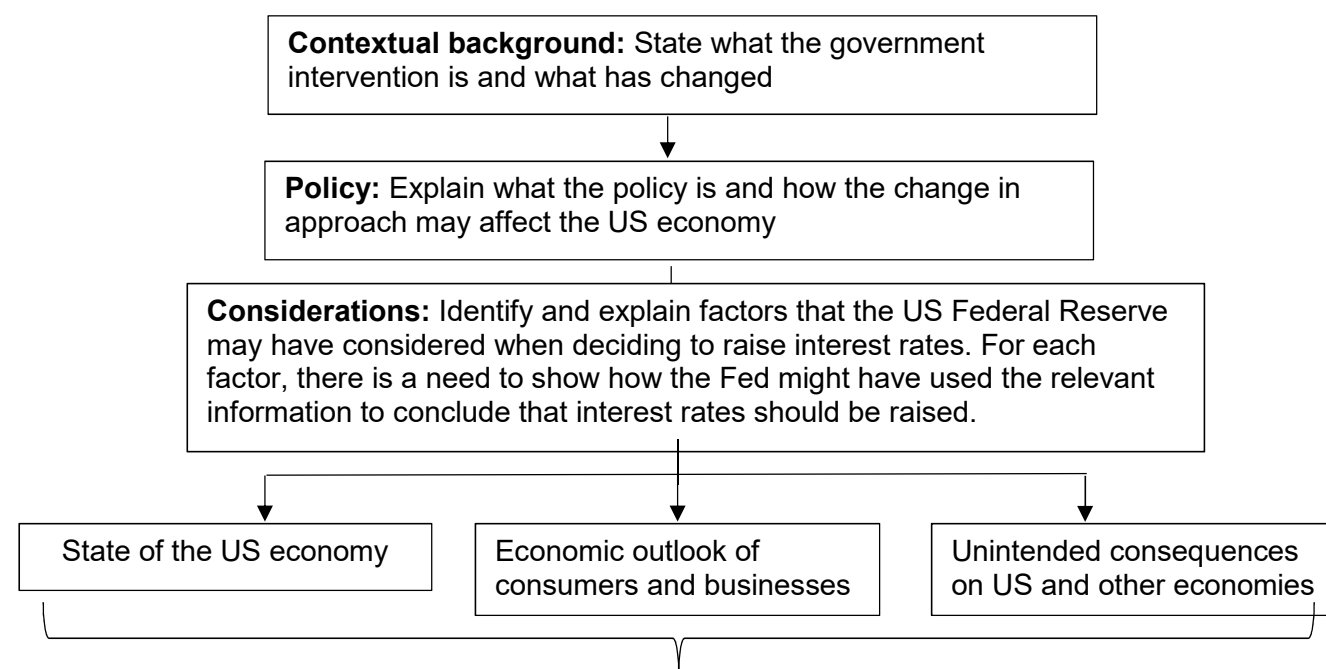 Contextual background: State what the government
intervention is and what has changed
Policy: Explain what the policy is and how the change in
approach may affect the US economy
Considerations: Identify and explain factors that the US Federal Reserve
may have considered when deciding to raise interest rates. For each
factor, there is a need to show how the Fed might have used the relevant
information to conclude that interest rates should be raised.
State of the US economy
Economic outlook of
consumers and businesses
Unintended consequences
on US and other economies